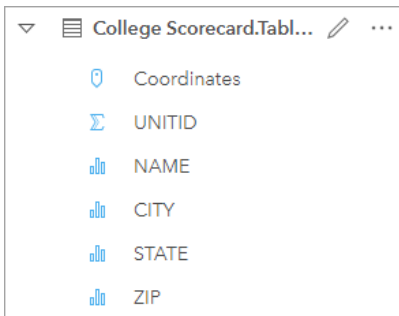 College Scorecard.Tabl...
Coordinates
UNITID
NAME
CITY
STATE
ZIP